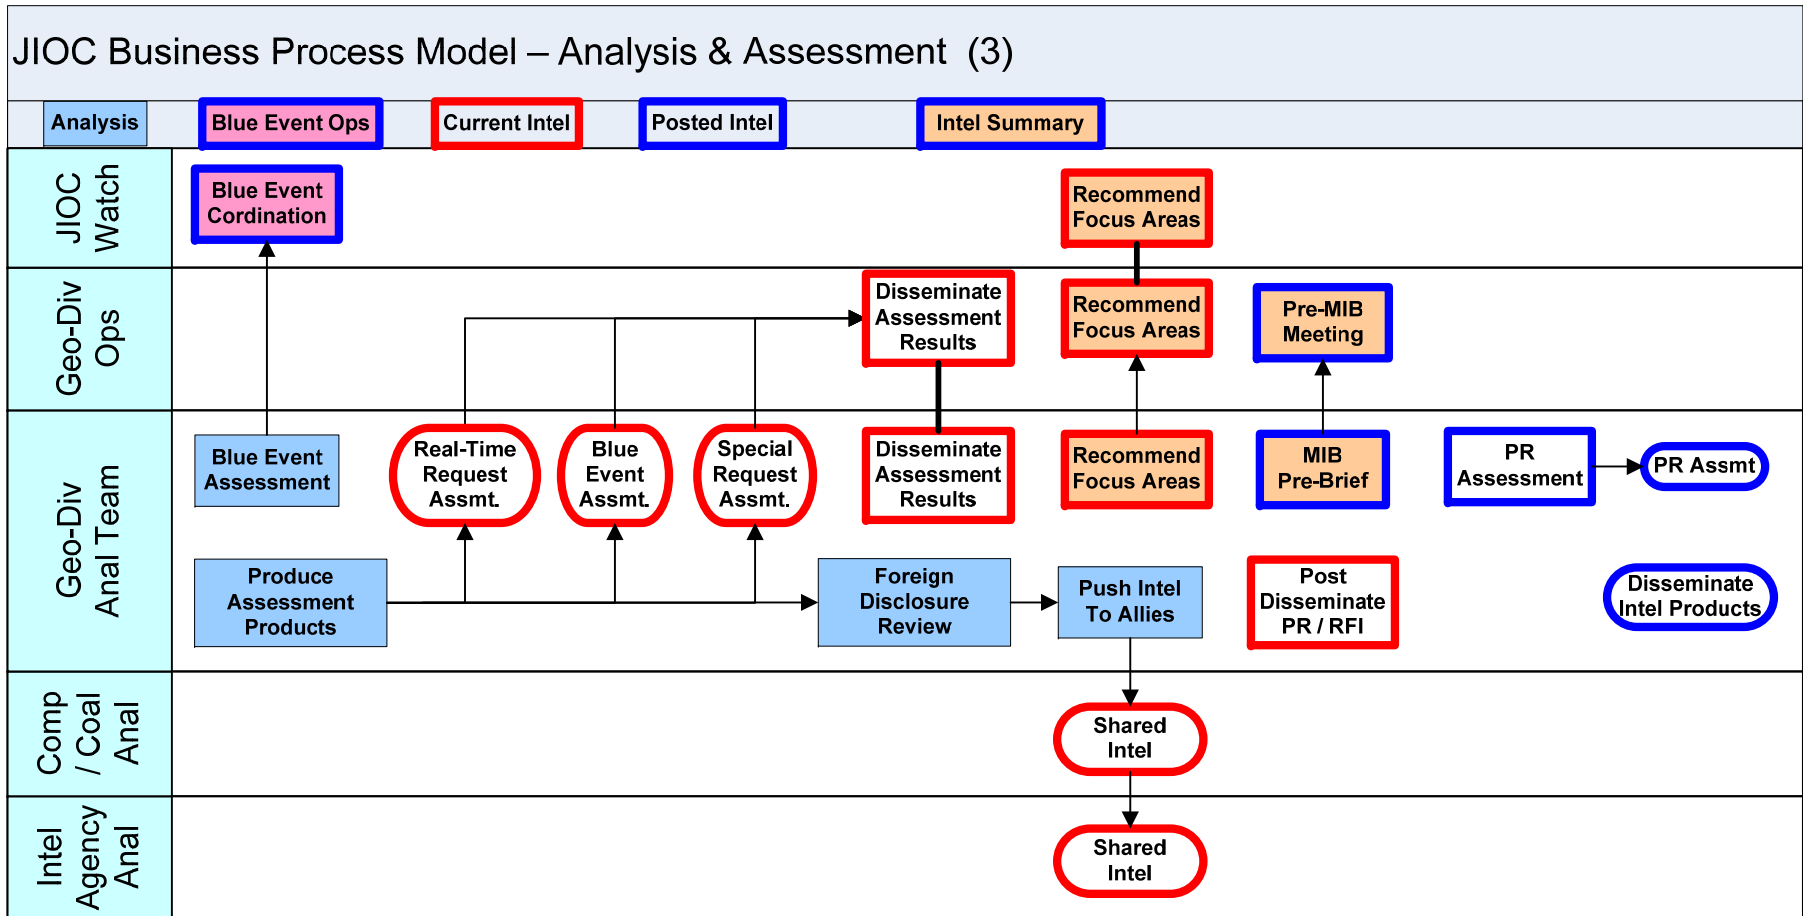 JIOC Business Process Model – Analysis & Assessment (3)
Analysis
Blue Event Ops
Current Intel
Posted Intel
Intel Summary
JIOC
Watch
Blue Event
Cordination
Recommend
Focus Areas
Geo-Div
Ops
Disseminate
Assessment
Results
Recommend
Focus Areas
Pre-MIB
Meeting
Geo-Div
Anal Team
Blue Event
Assessment
Real-Time
Request
Assmt.
Blue
Event
Assmt.
Special
Request
Assmt.
Disseminate
Assessment
Results
Recommend
Focus Areas
MIB
Pre-Brief
PR
Assessment
PR Assmt
Produce
Assessment
Products
Foreign
Disclosure
Review
Push Intel
To Allies
Post
Disseminate
PR / RFI
Disseminate
Intel Products
Comp
/ Coal
Anal
Shared
Intel
Intel
Agency
Anal
Shared
Intel